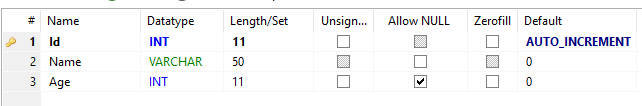 # Name Datatype Length/Set Unsign... Allow NULL Zerofill Default
1 Id INT 11 AUTO_INCREMENT
2 Name VARCHAR 50 0
3 Age INT 11 0